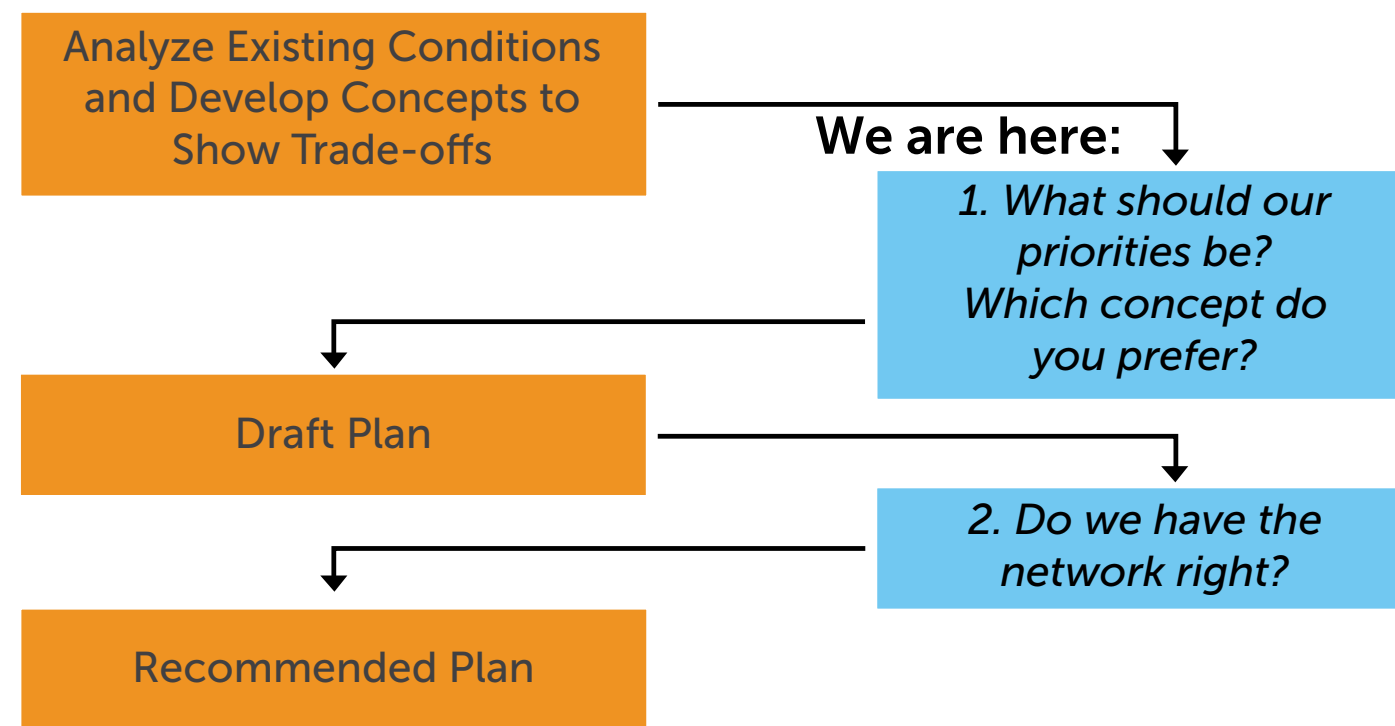 Analyze Existing Conditions
and Develop Concepts to
Show Trade-offs
We are here:
1. What should our
priorities be?
Which concept do
you prefer?
Draft Plan
2. Do we have the
network right?
Recommended Plan